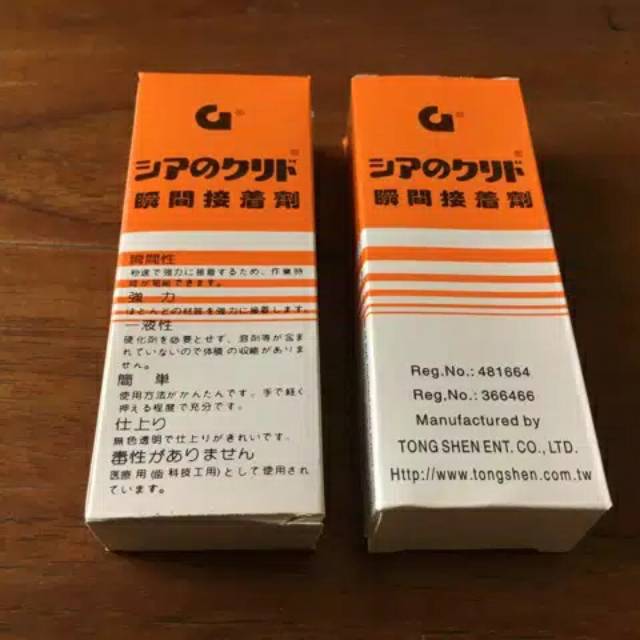 G®
シアのクリド®
瞬間接着劑
瞬間性
秒速で強力に接着するため、作業時
間が短縮できます。
強 力
ほとんどの材質を強力に接着します。
一液性
硬化剤を必要とせず、溶剤等が含ま
れていないので体積の収縮がありま
せん。
簡 単
使用方法がかんたんです。手で軽く
押える程度で充分です。
仕上り
無色透明で仕上りがきれいです。
毒性がありません
医療用(歯科技工用)として使用され
ています。
G®
シアのクリド®
瞬間接着劑
Reg.No.: 481664
Reg,No.: 366466
Manufactured by
TONG SHEN ENT. CO., LTD.
Http://www.tongshen.com.tw